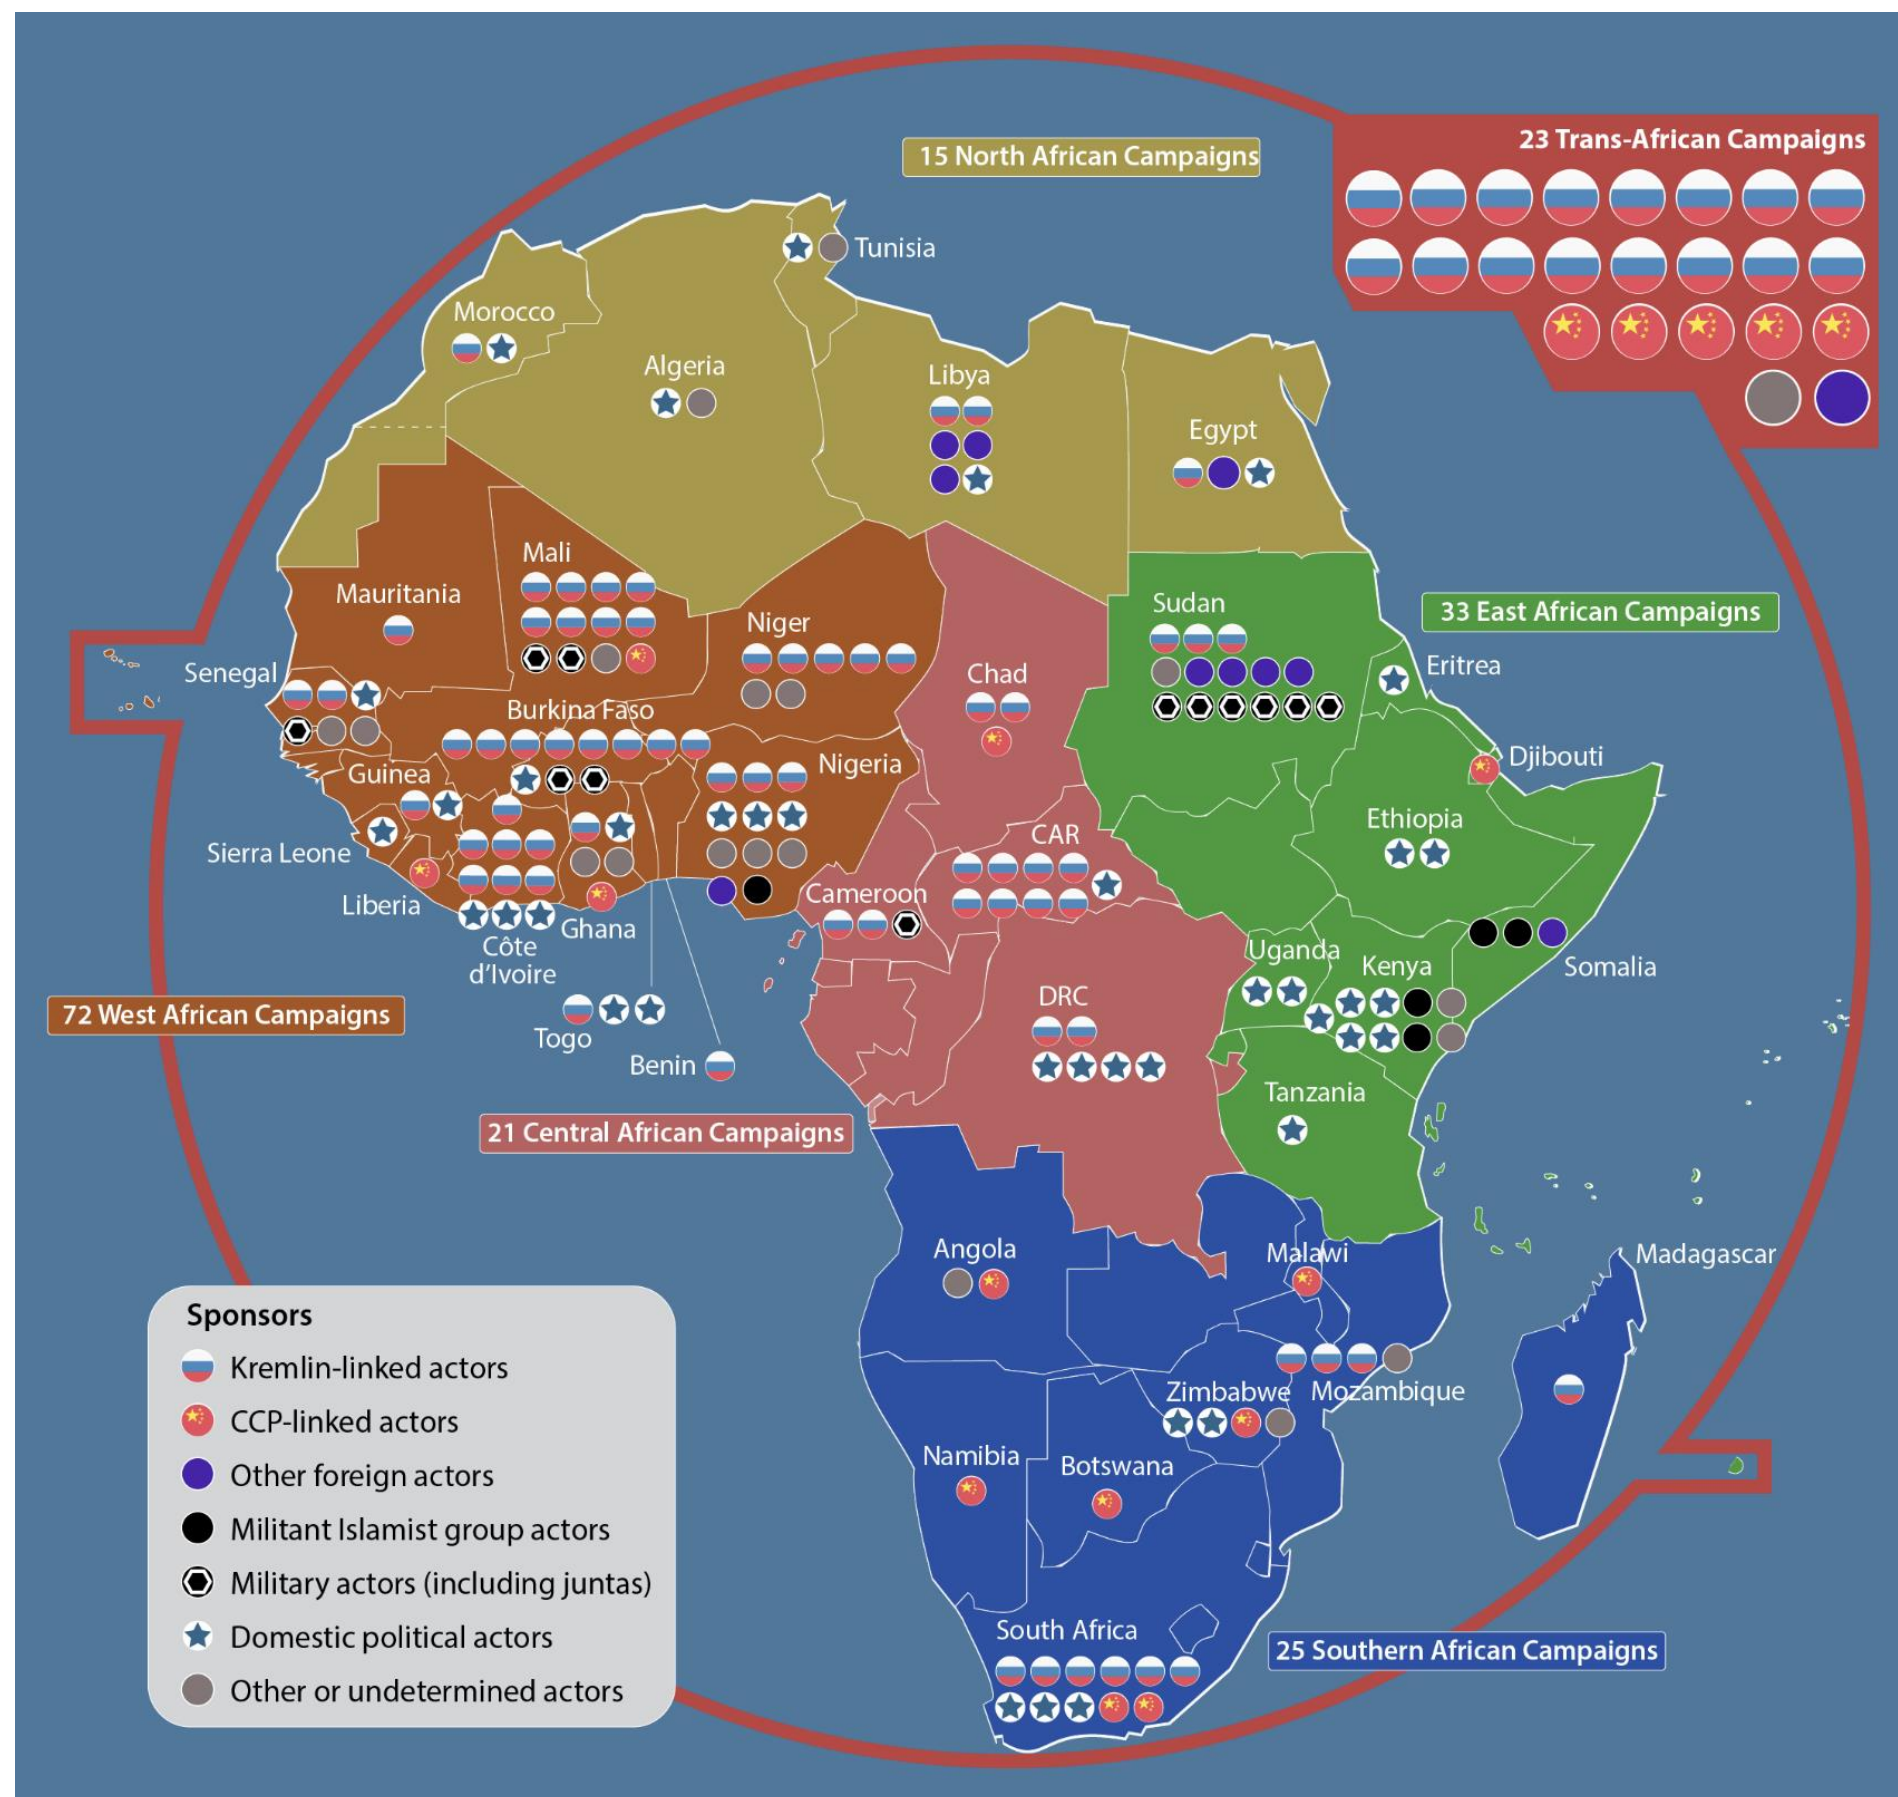 23 Trans-African Campaigns
15 North African Campaigns
Tunisia
Morocco
Algeria
Libya
Egypt
Mali
Mauritania
Niger
Sudan
33 East African Campaigns
Senegal
Chad
Eritrea
Burkina Faso
Nigeria
Djibouti
Guinea
Ethiopia
CAR
Sierra Leone
Cameroon
Liberia
Ghana
Côte
d’Ivoire
Uganda
Kenya
Somalia
DRC
72 West African Campaigns
Togo
Benin
Tanzania
21 Central African Campaigns
Angola
Malawi
Madagascar
Zimbabwe
Mozambique
Namibia
Botswana
South Africa
25 Southern African Campaigns
Sponsors
Kremlin-linked actors
CCP-linked actors
Other foreign actors
Militant Islamist group actors
Military actors (including juntas)
Domestic political actors
Other or undetermined actors